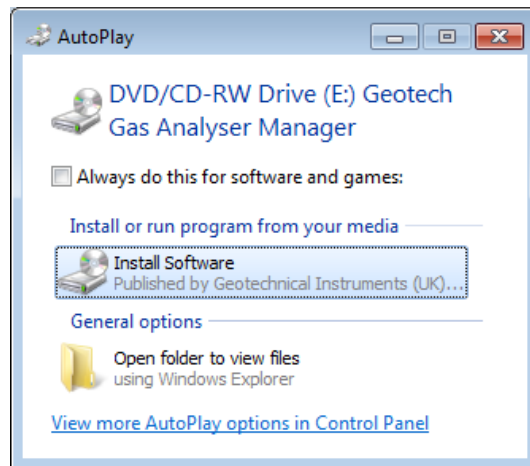 AutoPlay
DVD/CD-RW Drive (E:) Geotech
Gas Analyser Manager
Always do this for software and games:
Install or run program from your media
Install Software
Published by Geotechnical Instruments (UK)...
General options
Open folder to view files
using Windows Explorer
View more AutoPlay options in Control Panel